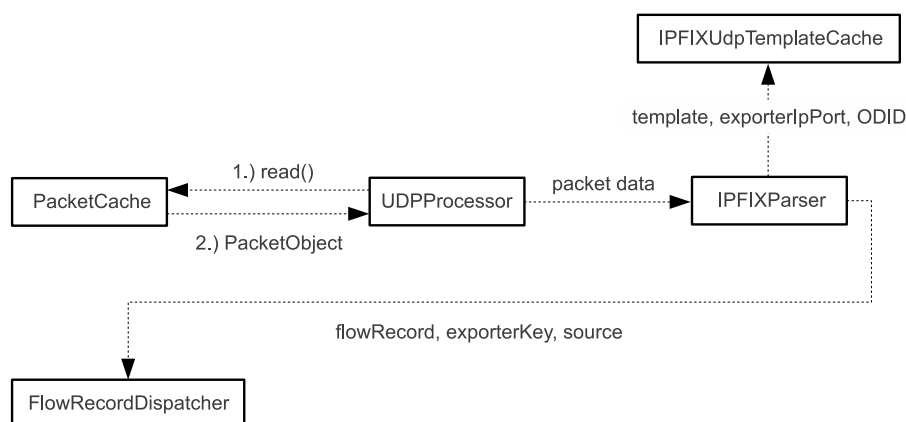 IPFIXUdpTemplateCache
template, exporterIpPort, ODID
1.) read()
packet data
PacketCache
UDPProcessor
IPFIXParser
2.) PacketObject
flowRecord, exporterKey, source
FlowRecordDispatcher